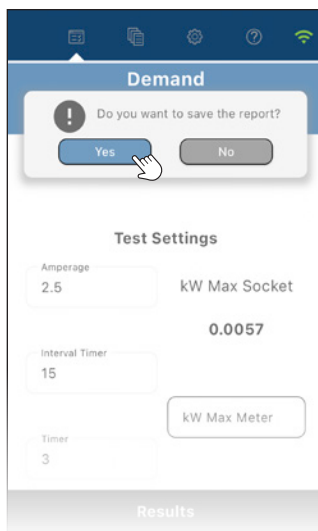 Demand
Do you want to save the report?
Yes
No
Test Settings
Amperage
2.5
kW Max Socket
0.0057
Interval Timer
15
kW Max Meter
Timer
3
Results